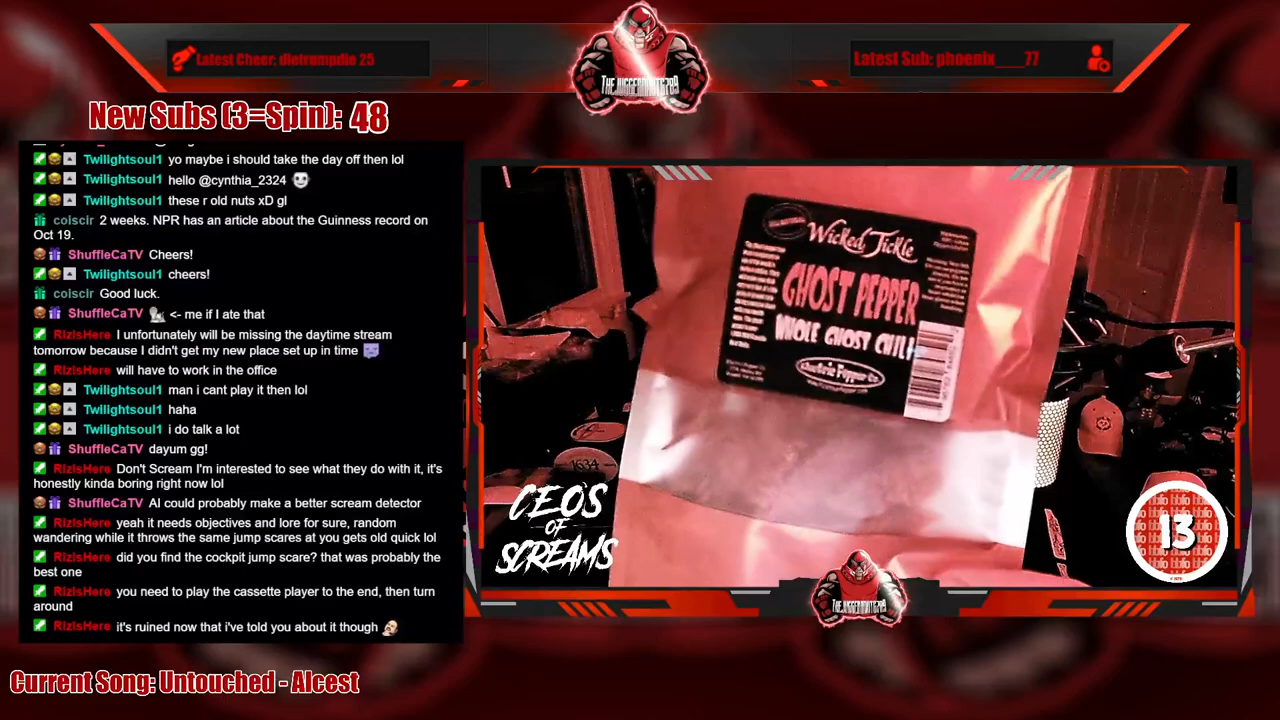 Latest Cheer: dietrumpdie 25
THEJUGGERNAUT6789
Latest Sub: phoenix___77
New Subs (3=Spin): 48
Twilightsoul1 yo maybe i should take the day off then lol
Twilightsoul1 hello @cynthia_2324
Twilightsoul1 these r old nuts xD gl
coiscir 2 weeks. NPR has an article about the Guinness record on
Oct 19.
ShuffleCaTV Cheers!
Twilightsoul1 cheers!
coiscir Good luck.
ShuffleCaTV <- me if I ate that
RizIsHere I unfortunately will be missing the daytime stream
tomorrow because I didn't get my new place set up in time
RizIsHere will have to work in the office
Twilightsoul1 man i cant play it then lol
Twilightsoul1 haha
Twilightsoul1 i do talk a lot
ShuffleCaTV dayum gg!
RizIsHere Don't Scream I'm interested to see what they do with it, it's
honestly kinda boring right now lol
ShuffleCaTV AI could probably make a better scream detector
RizIsHere yeah it needs objectives and lore for sure, random
wandering while it throws the same jump scares at you gets old quick lol
RizIsHere did you find the cockpit jump scare? that was probably the
best one
RizIsHere you need to play the cassette player to the end, then turn
around
RizIsHere it's ruined now that i've told you about it though
Wicked Tickle
GHOST PEPPER
WHOLE GHOST CHILI
Electric Pepper Co.
1634
CEOS
OF
SCREAMS
13
Current Song: Untouched - Alcest